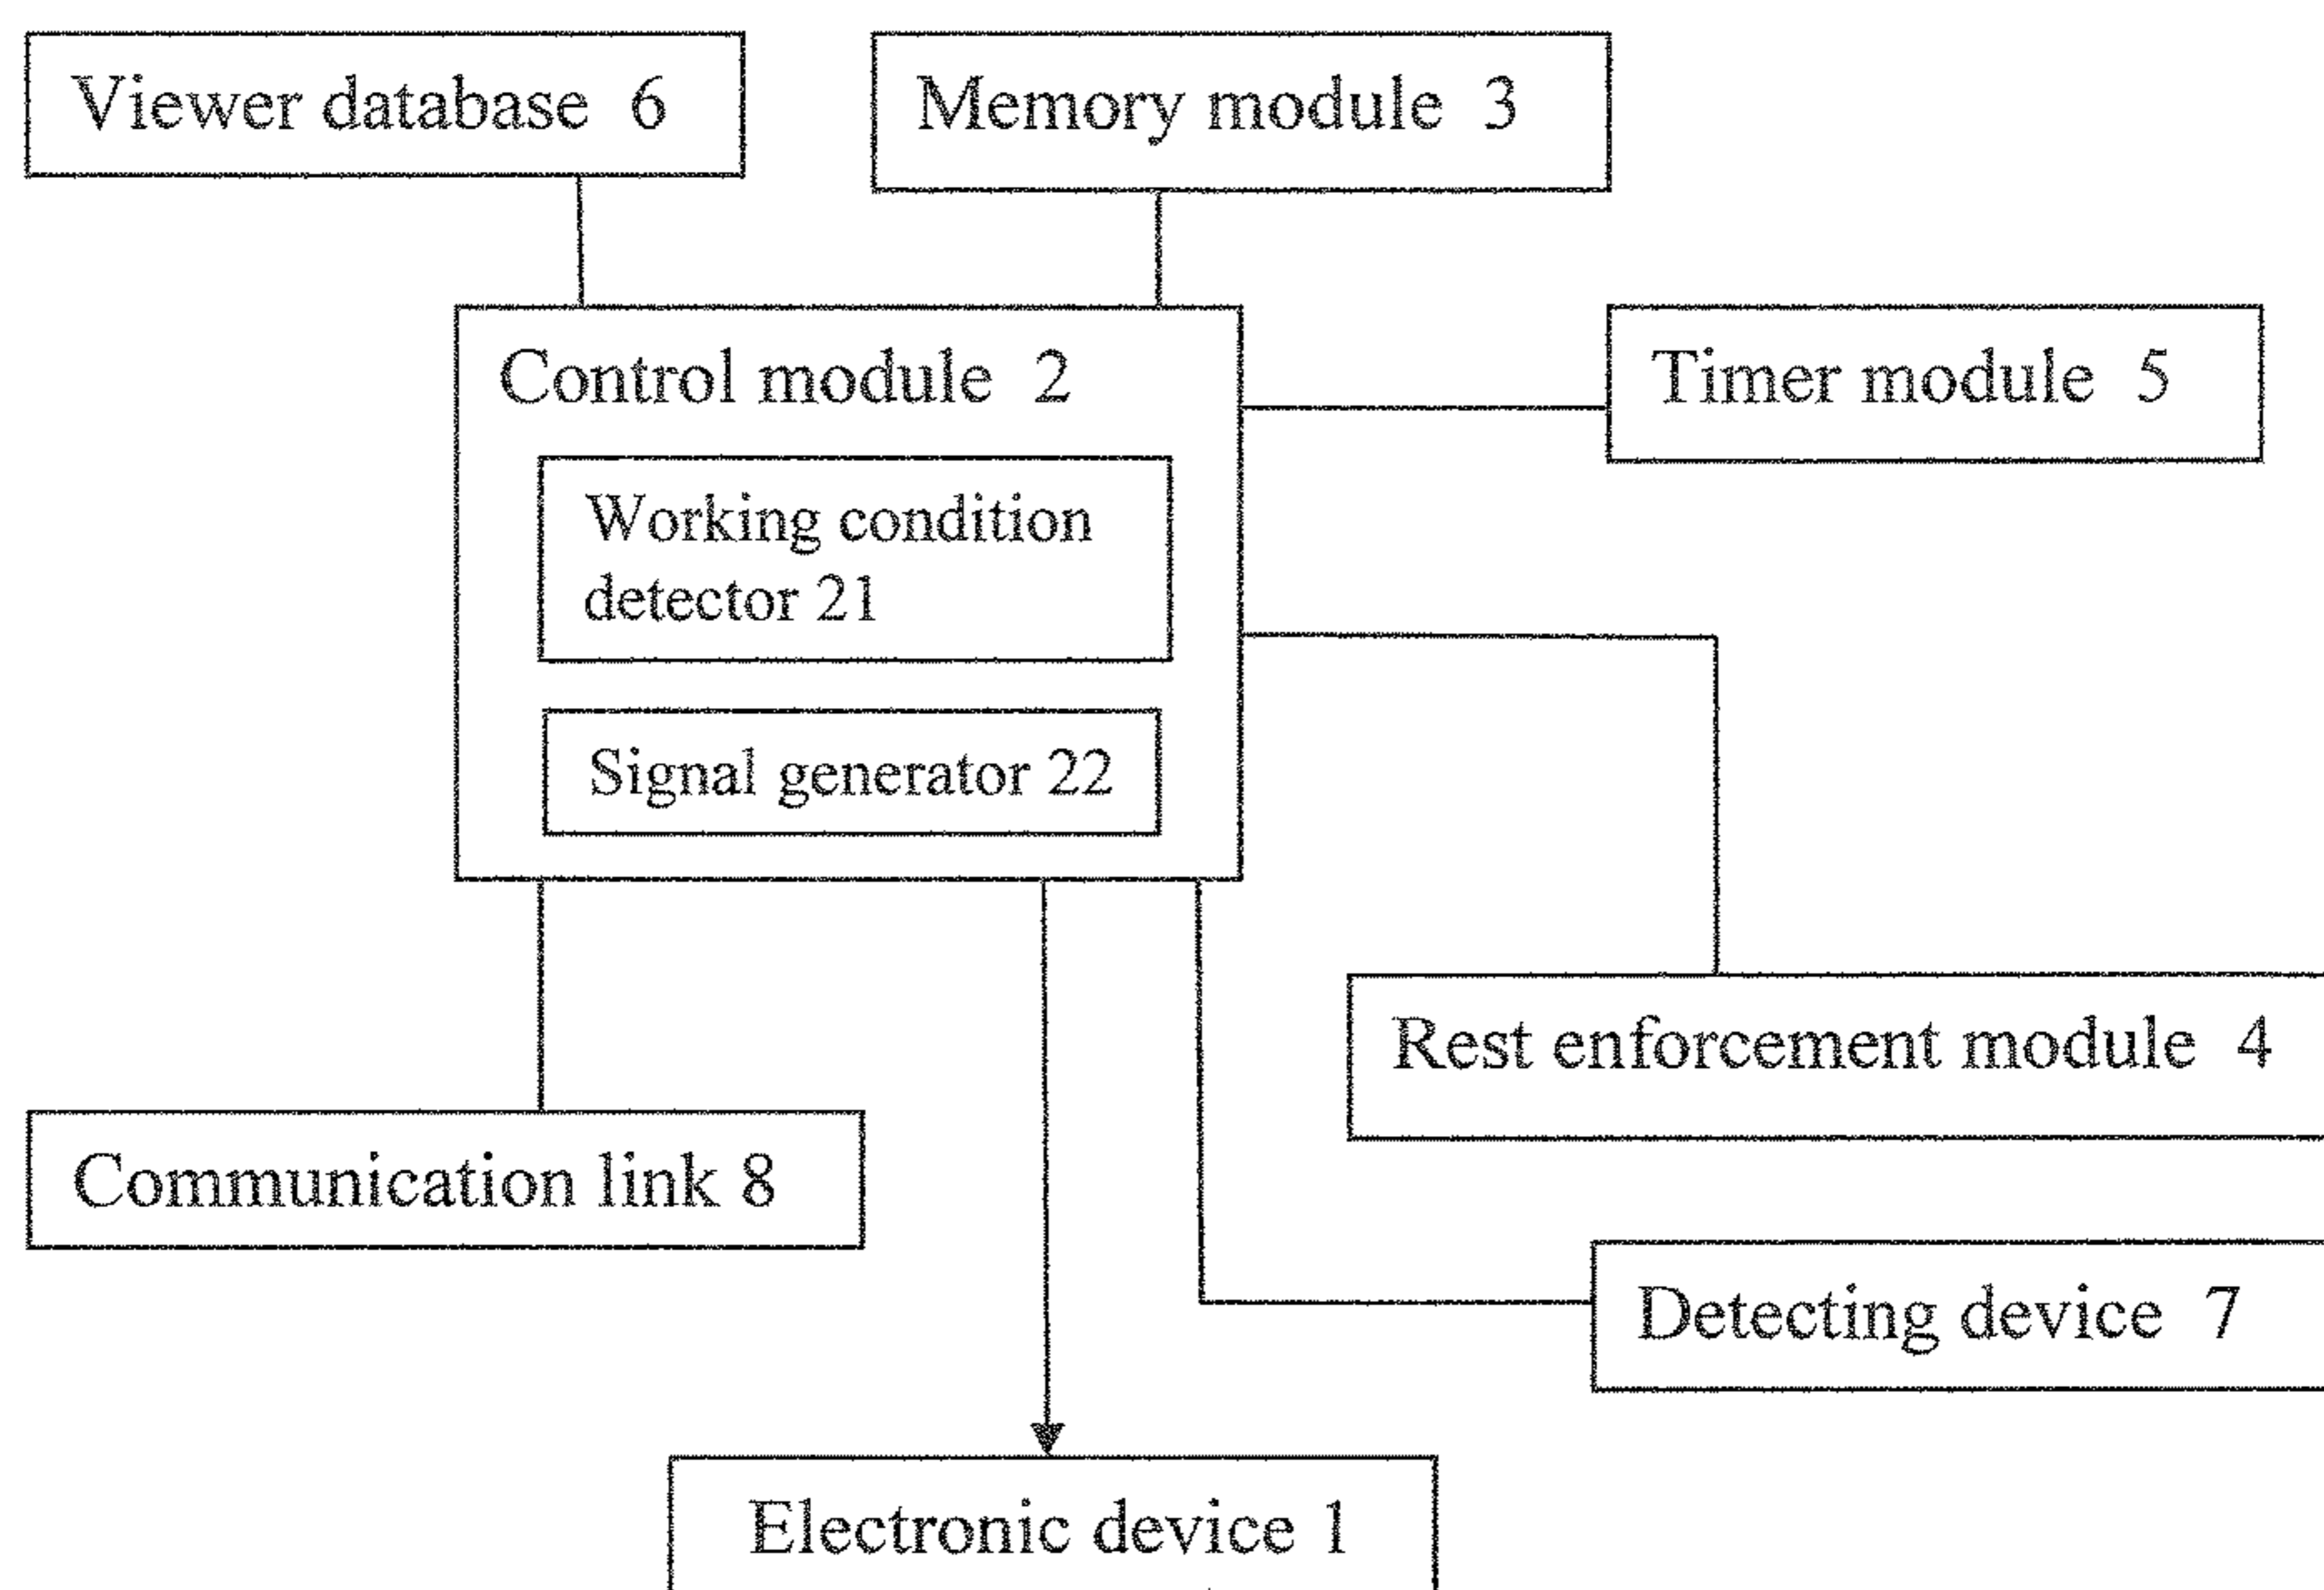 Viewer database 6
Memory module 3
Control module 2
Timer module 5
Working condition
detector 21
Signal generator 22
Rest enforcement module 4
Communication link 8
Detecting device 7
Electronic device 1